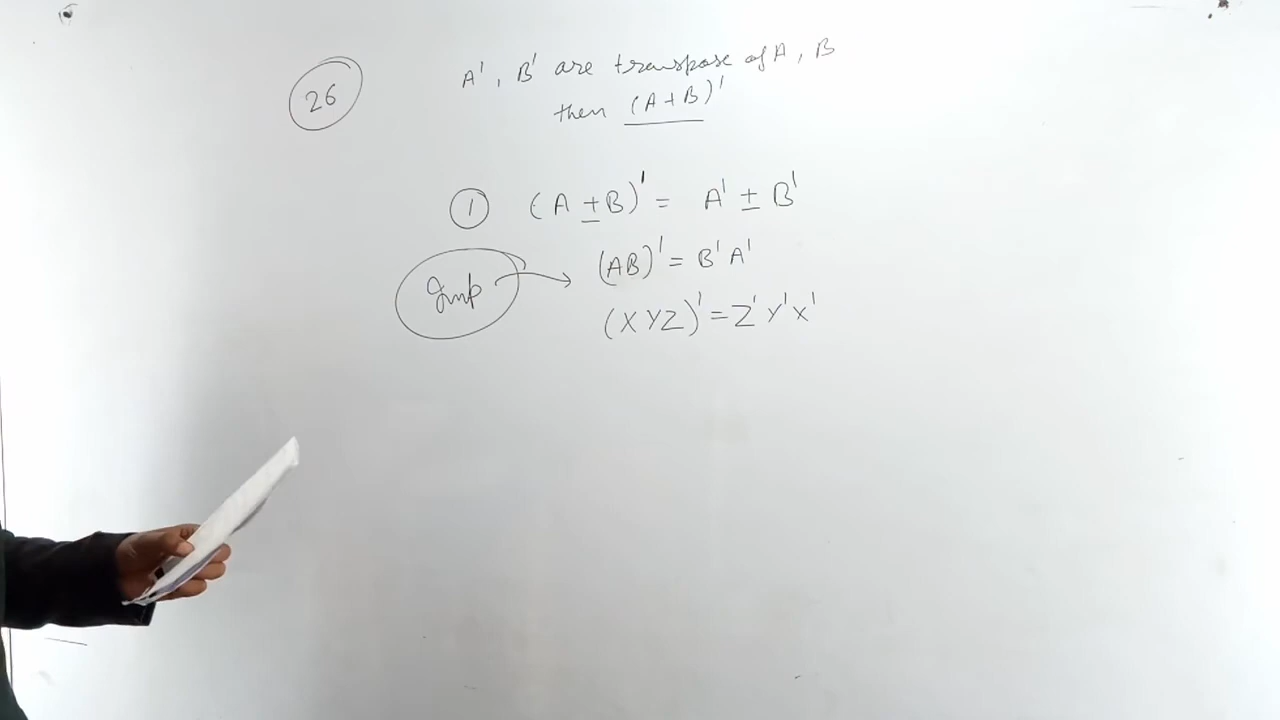 26
A', B' are transpose of A, B
then (A+B)'
1 (A ± B)' = A' ± B'
Imp → (AB)' = B' A'
(XYZ)' = Z' Y' X'